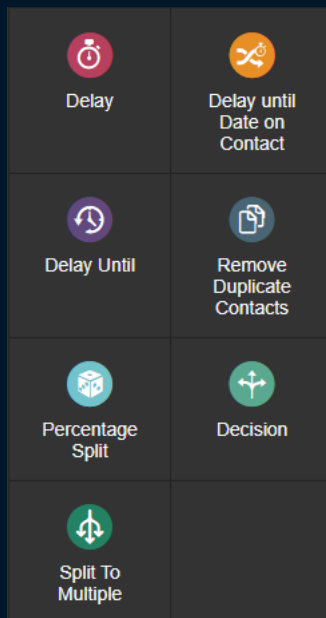 Delay
Delay until
Date on
Contact
Delay Until
Remove
Duplicate
Contacts
Percentage
Split
Decision
Split To
Multiple